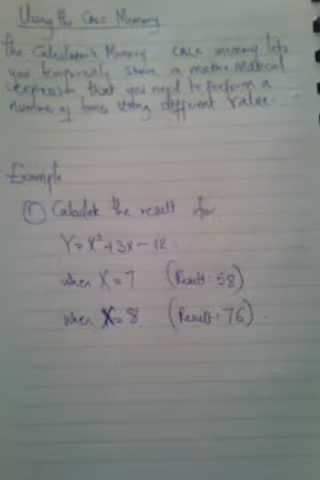 Using the CALC Memory
the Calculator's Memory CALC memory lets
you temporarily store a mathematical
expression that you need to perform a
number of times using different value.
Example
① Calculate the result for
Y=X²+3x-12.
when X=7 (Result: 58)
when X=8 (Result: 76).